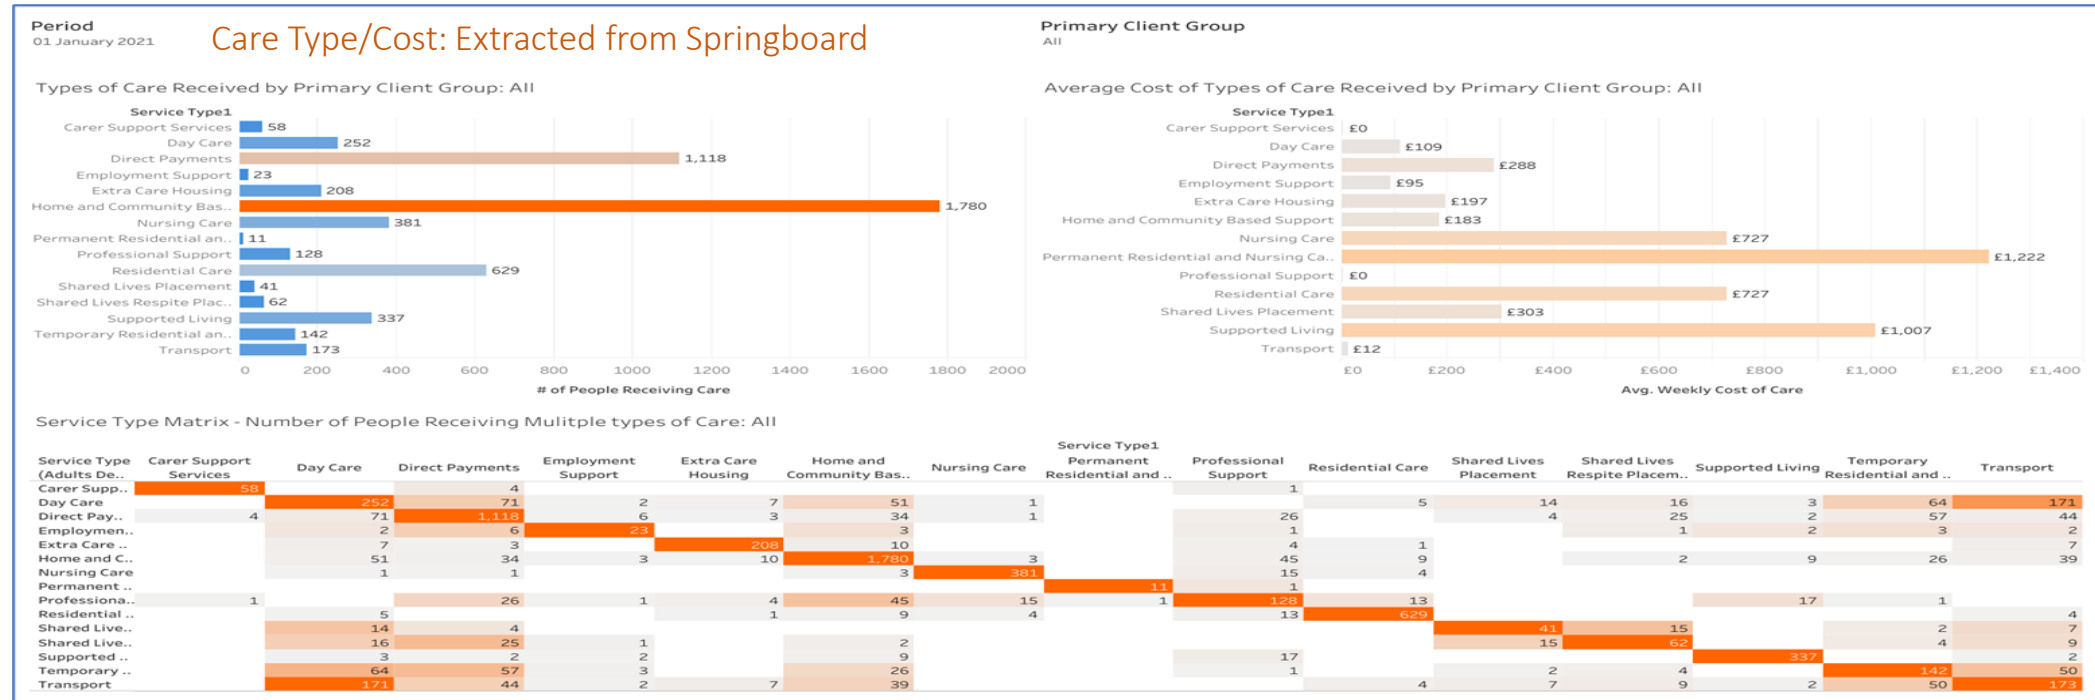 Period
01 January 2021
Care Type/Cost: Extracted from Springboard
Primary Client Group
All
Types of Care Received by Primary Client Group: All
Service Type1
Carer Support Services 58
Day Care 252
Direct Payments 1,118
Employment Support 23
Extra Care Housing 208
Home and Community Bas.. 1,780
Nursing Care 381
Permanent Residential an.. 11
Professional Support 128
Residential Care 629
Shared Lives Placement 41
Shared Lives Respite Plac.. 62
Supported Living 337
Temporary Residential an.. 142
Transport 173
0 200 400 600 800 1000 1200 1400 1600 1800 2000
# of People Receiving Care
Average Cost of Types of Care Received by Primary Client Group: All
Service Type1
Carer Support Services £0
Day Care £109
Direct Payments £288
Employment Support £95
Extra Care Housing £197
Home and Community Based Support £183
Nursing Care £727
Permanent Residential and Nursing Ca.. £1,222
Professional Support £0
Residential Care £727
Shared Lives Placement £303
Supported Living £1,007
Transport £12
£0 £200 £400 £600 £800 £1,000 £1,200 £1,400
Avg. Weekly Cost of Care
Service Type Matrix - Number of People Receiving Mulitple types of Care: All
Service Type1
Service Type Carer Support Day Care Direct Payments Employment Extra Care Home and Nursing Care Permanent Professional Residential Care Shared Lives Shared Lives Supported Living Temporary Transport
(Adults De.. Services Support Housing Community Bas.. Residential and .. Support Placement Respite Placem.. Residential and ..
Carer Supp.. 58 4 1
Day Care 252 71 2 7 51 1 5 14 16 3 64 171
Direct Pay.. 4 71 1,118 6 3 34 1 26 4 25 2 57 44
Employmen.. 2 6 23 3 1 1 2 3 2
Extra Care .. 7 3 208 10 4 1 7
Home and C.. 51 34 3 10 1,780 3 45 9 2 9 26 39
Nursing Care 1 1 3 381 15 4
Permanent .. 11 1
Professiona.. 1 26 1 4 45 15 1 128 13 17 1
Residential .. 5 1 9 4 13 629 4
Shared Live.. 14 4 41 15 2 7
Shared Live.. 16 25 1 2 15 62 4 9
Supported .. 3 2 2 9 17 337 2
Temporary .. 64 57 3 26 1 2 4 142 50
Transport 171 44 2 7 39 4 7 9 2 50 173